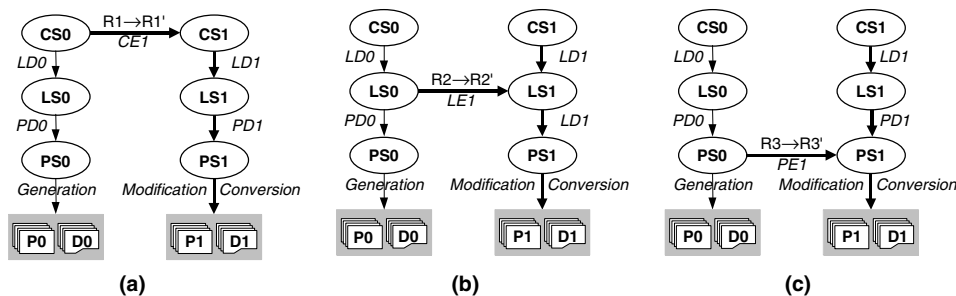 CS0 R1→R1' CS1
CE1
LD0 LD1
LS0 LS1
PD0 PD1
PS0 PS1
Generation Modification Conversion
P0 D0 P1 D1
(a)
CS0 CS1
LD0 LD1
LS0 R2→R2' LS1
LE1
PD0 LD1
PS0 PS1
Generation Modification Conversion
P0 D0 P1 D1
(b)
CS0 CS1
LD0 LD1
LS0 LS1
PD0 PD1
PS0 R3→R3' PS1
PE1
Generation Modification Conversion
P0 D0 P1 D1
(c)